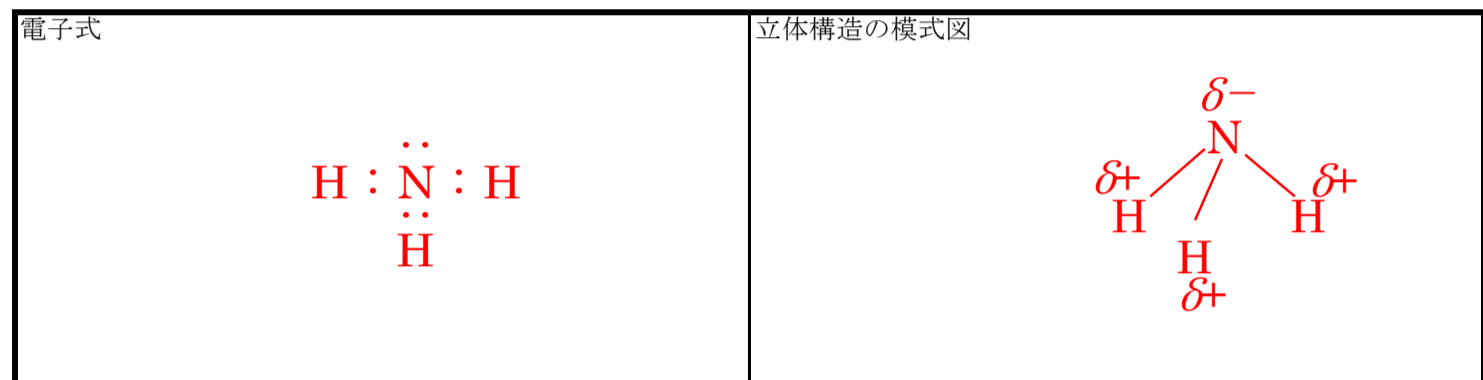 電子式
‥
H : N : H
‥
H
立体構造の模式図
δ−
N
δ+ δ+
H H
H
δ+